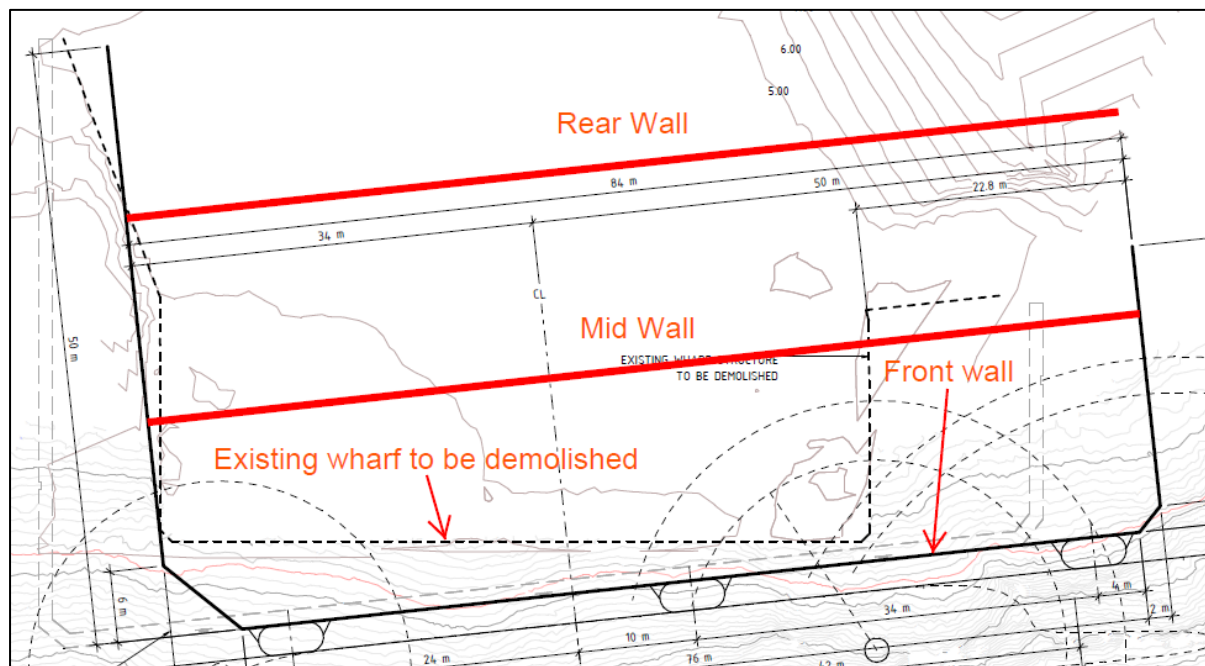 6.00
5.00
Rear Wall
84 m
50 m
22.8 m
34 m
CL
Mid Wall
50 m
EXISTING WHARF STRUCTURE
TO BE DEMOLISHED
Front wall
Existing wharf to be demolished
6 m
4 m
34 m
2 m
10 m
24 m
76 m